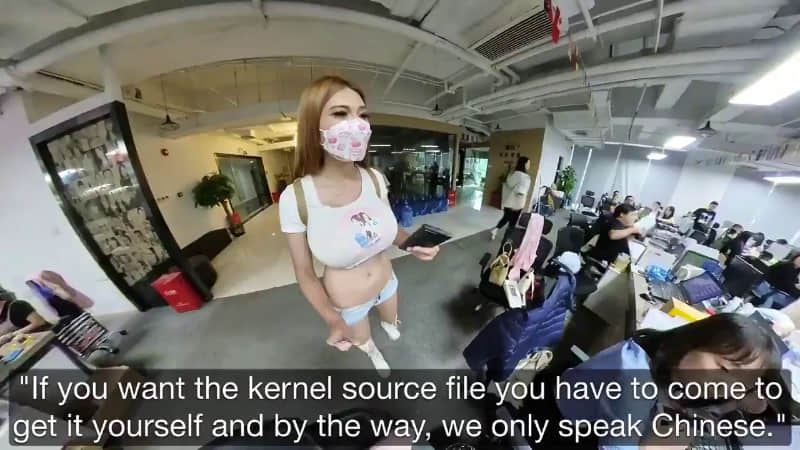 "If you want the kernel source file you have to come to
get it yourself and by the way, we only speak Chinese."